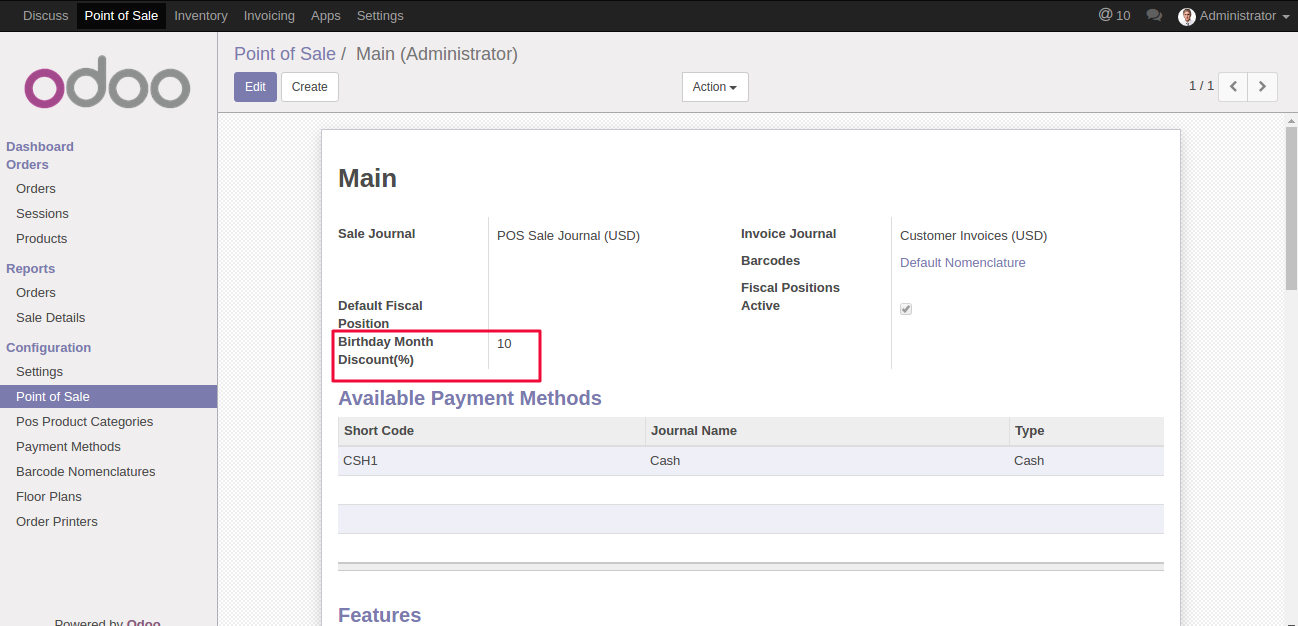 Discuss Point of Sale Inventory Invoicing Apps Settings @ 10 Administrator
odoo
Dashboard
Orders
Orders
Sessions
Products
Reports
Orders
Sale Details
Configuration
Settings
Point of Sale
Pos Product Categories
Payment Methods
Barcode Nomenclatures
Floor Plans
Order Printers
Powered by Odoo
Point of Sale / Main (Administrator)
Edit Create Action 1 / 1
Main
Sale Journal POS Sale Journal (USD)
Default Fiscal
Position
Birthday Month 10
Discount(%)
Invoice Journal Customer Invoices (USD)
Barcodes Default Nomenclature
Fiscal Positions
Active
Available Payment Methods
Short Code Journal Name Type
CSH1 Cash Cash
Features